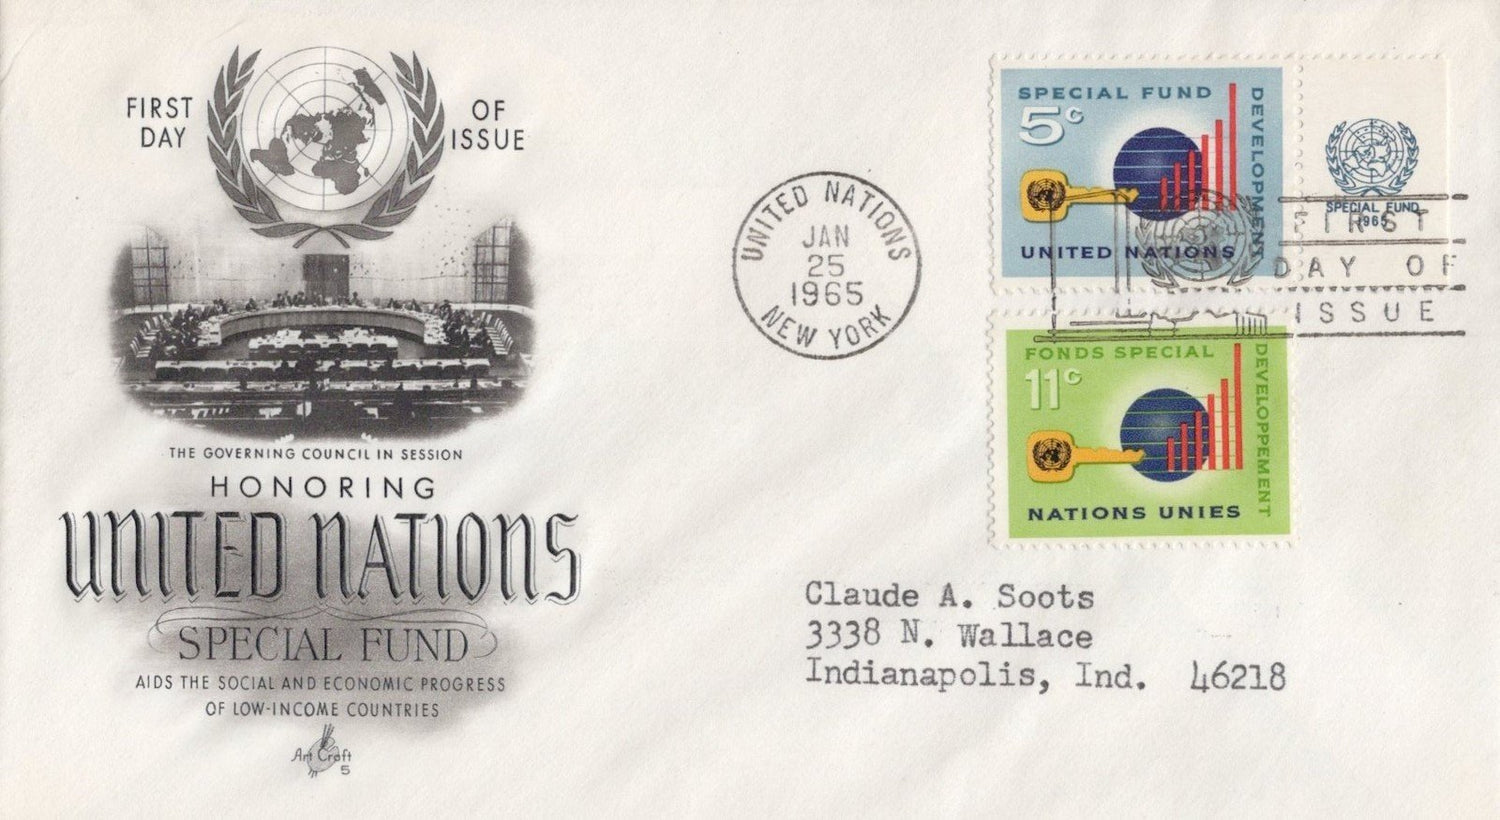 FIRST DAY
OF ISSUE
THE GOVERNING COUNCIL IN SESSION
HONORING
UNITED NATIONS
SPECIAL FUND
AIDS THE SOCIAL AND ECONOMIC PROGRESS
OF LOW-INCOME COUNTRIES
Art Craft
5
UNITED NATIONS
JAN
25
1965
NEW YORK
SPECIAL FUND
5c
DEVELOPMENT
UNITED NATIONS
SPECIAL FUND
1965
FIRST
DAY OF
ISSUE
FONDS SPECIAL
11c
DEVELOPPEMENT
NATIONS UNIES
Claude A. Soots
3338 N. Wallace
Indianapolis, Ind. 46218